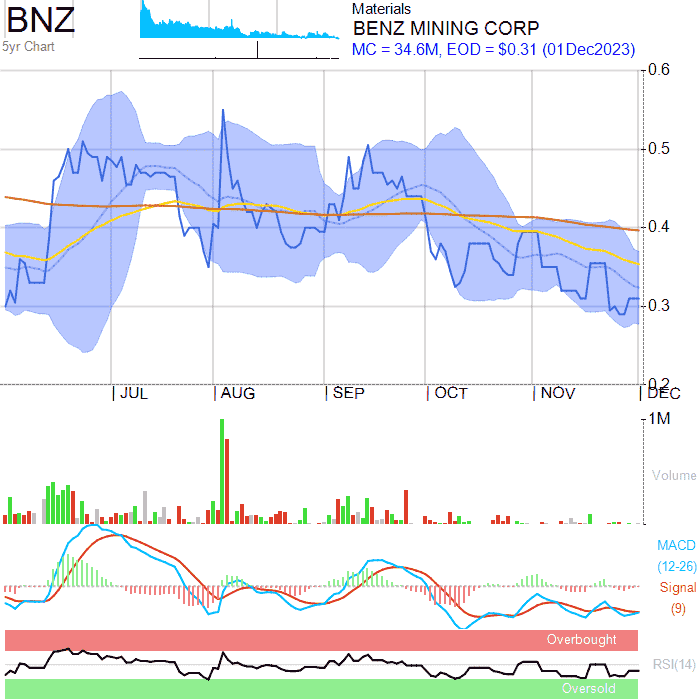 BNZ
5yr Chart
Materials
BENZ MINING CORP
MC = 34.6M, EOD = $0.31 (01Dec2023)
0.6
0.5
0.4
0.3
0.2
JUL
AUG
SEP
OCT
NOV
DEC
1M
Volume
MACD
(12-26)
Signal
(9)
Overbought
RSI(14)
Oversold